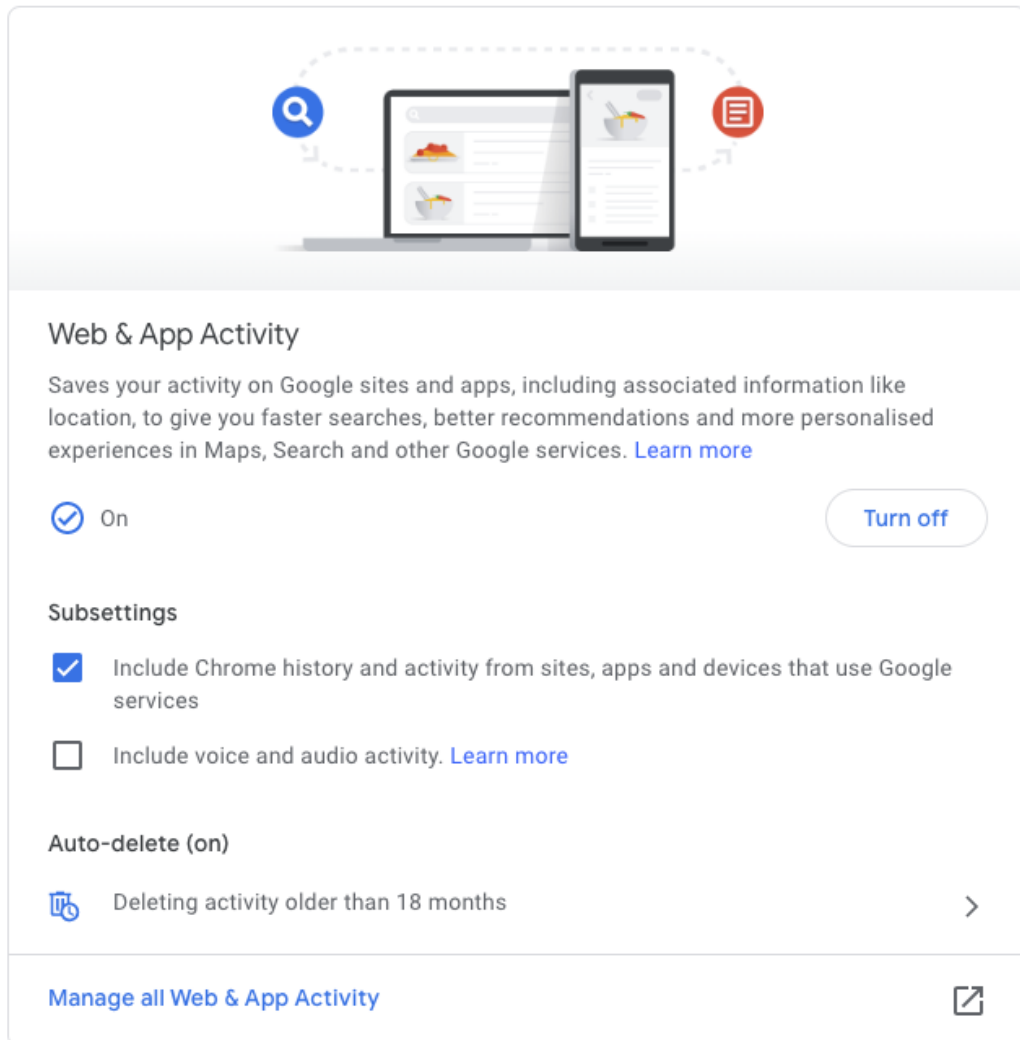 Web & App Activity
Saves your activity on Google sites and apps, including associated information like
location, to give you faster searches, better recommendations and more personalised
experiences in Maps, Search and other Google services. Learn more
On
Turn off
Subsettings
Include Chrome history and activity from sites, apps and devices that use Google
services
Include voice and audio activity. Learn more
Auto-delete (on)
Deleting activity older than 18 months
Manage all Web & App Activity